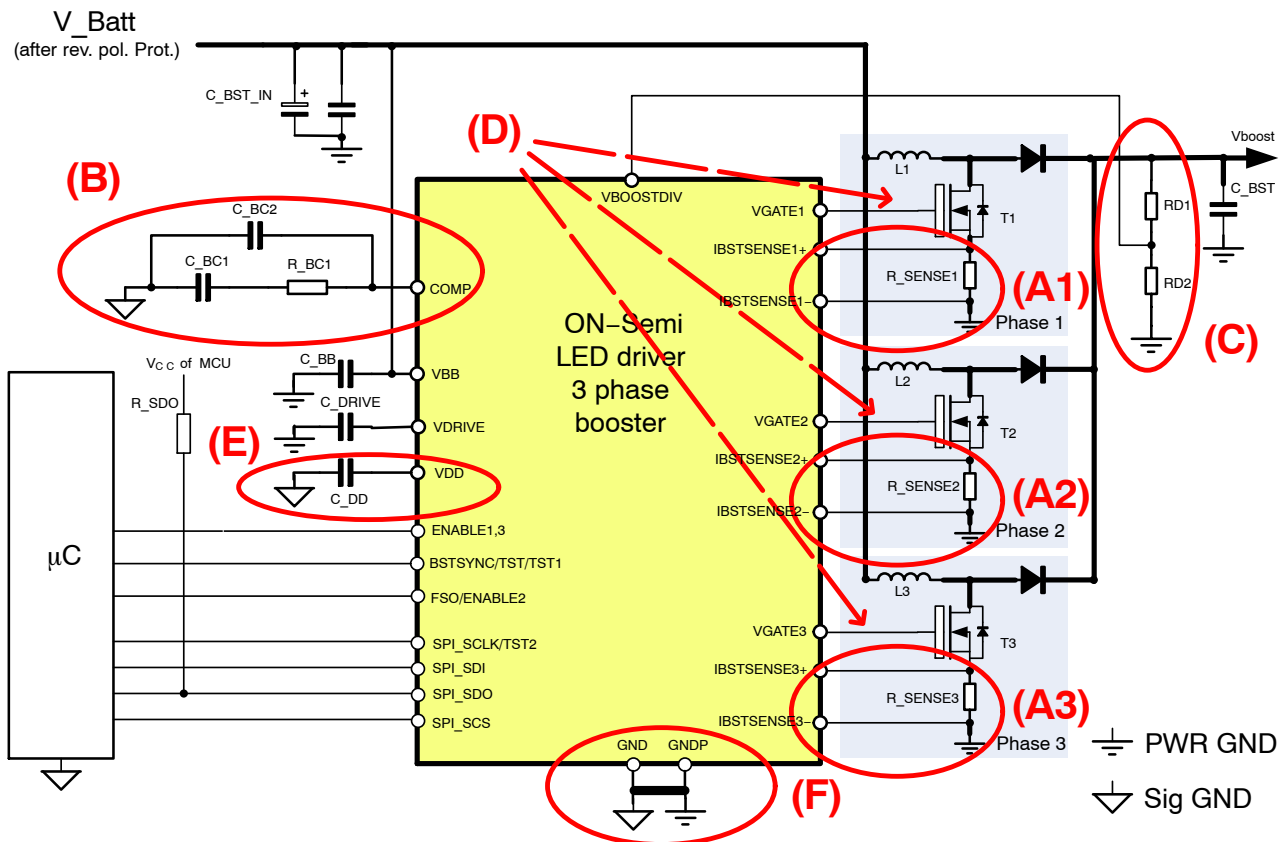 V_Batt
(after rev. pol. Prot.)
C_BST_IN
+
(D)
Vboost
L1
(B)
VBOOSTDIV
C_BST
RD1
C_BC2
VGATE1
T1
IBSTSENSE1+
C_BC1
R_BC1
R_SENSE1
(A1)
RD2
COMP
IBSTSENSE1−
Phase 1
ON−Semi
LED driver
3 phase
booster
(C)
VCC of MCU
C_BB
VBB
L2
R_SDO
C_DRIVE
VGATE2
T2
VDRIVE
(E)
IBSTSENSE2+
VDD
R_SENSE2
(A2)
C_DD
IBSTSENSE2−
Phase 2
ENABLE1,3
μC
BSTSYNC/TST/TST1
L3
FSO/ENABLE2
VGATE3
T3
SPI_SCLK/TST2
SPI_SDI
IBSTSENSE3+
SPI_SDO
R_SENSE3
(A3)
SPI_SCS
IBSTSENSE3−
Phase 3
GND
GNDP
PWR GND
(F)
Sig GND